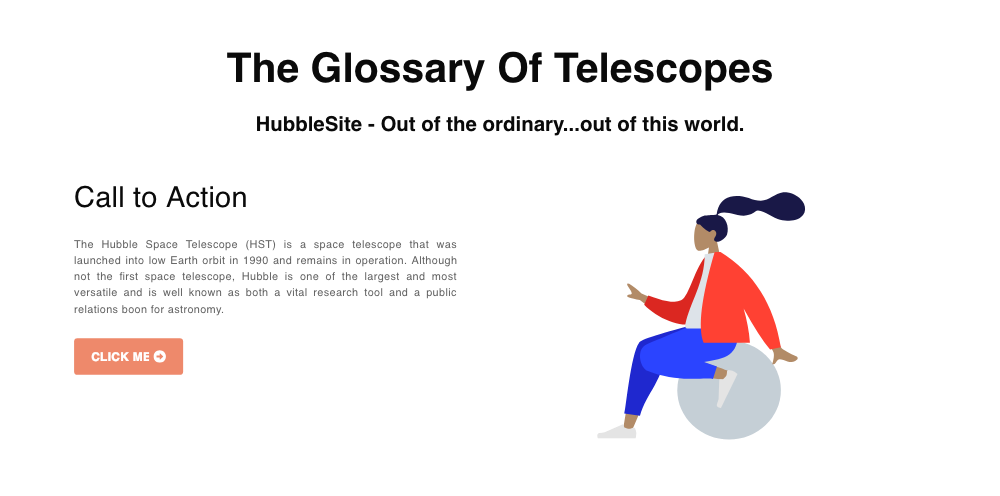 The Glossary Of Telescopes
HubbleSite - Out of the ordinary...out of this world.
Call to Action
The Hubble Space Telescope (HST) is a space telescope that was
launched into low Earth orbit in 1990 and remains in operation. Although
not the first space telescope, Hubble is one of the largest and most
versatile and is well known as both a vital research tool and a public
relations boon for astronomy.
CLICK ME